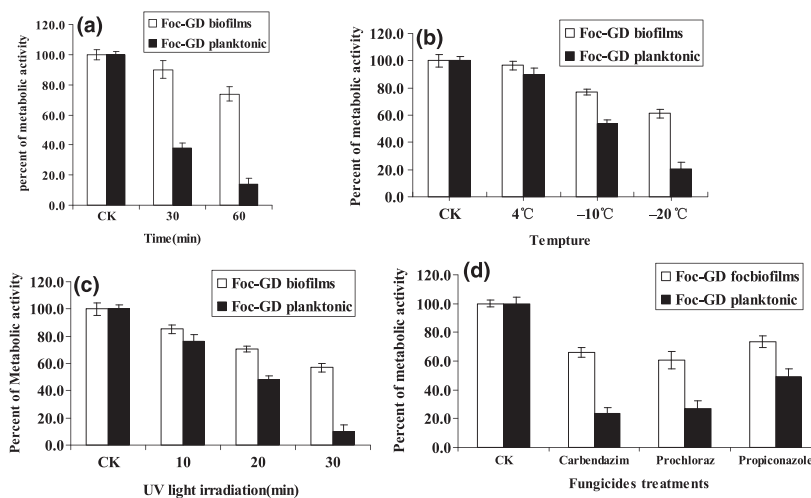 (a)
Foc-GD biofilms
Foc-GD planktonic
percent of metabolic activity
120.0
100.0
80.0
60.0
40.0
20.0
0.0
CK 30 60
Time(min)
(b)
Foc-GD biofilms
Foc-GD planktonic
Percent of metabolic activity
120.0
100.0
80.0
60.0
40.0
20.0
0.0
CK 4℃ −10℃ −20℃
Tempture
(c)
Foc-GD biofilms
Foc-GD planktonic
Percent of Metabolic activity
120.0
100.0
80.0
60.0
40.0
20.0
0.0
CK 10 20 30
UV light irradiation(min)
(d)
Foc-GD focbiofilms
Foc-GD planktonic
Percent of metabolic activity
120.0
100.0
80.0
60.0
40.0
20.0
0.0
CK Carbendazim Prochloraz Propiconazole
Fungicides treatments